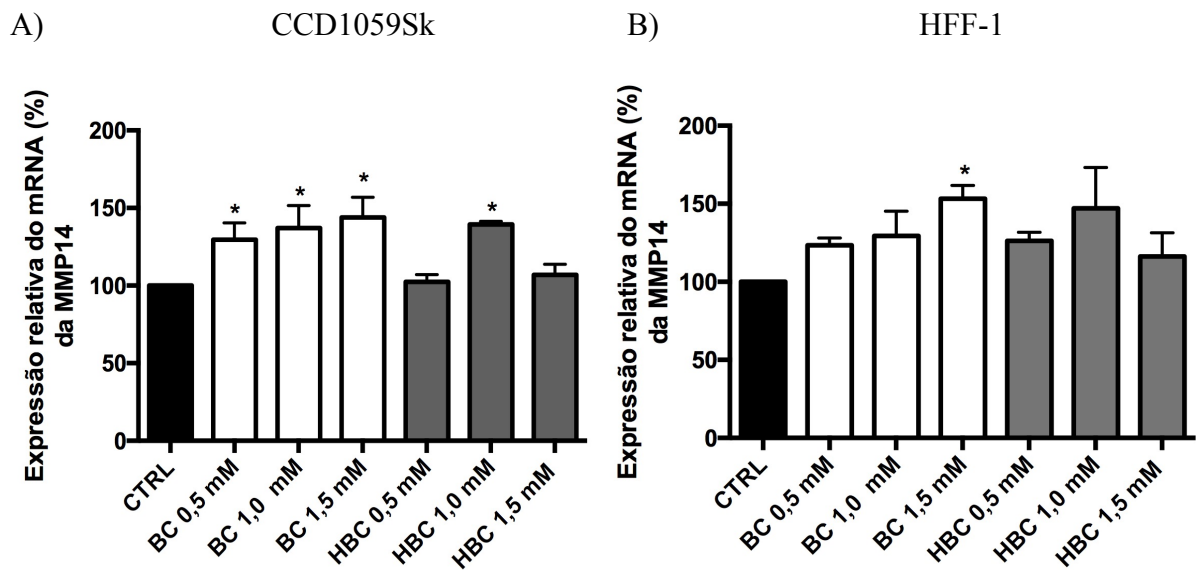 A)
CCD1059Sk
Expressão relativa do mRNA (%)
da MMP14
200
150
100
50
0
*
*
*
*
CTRL
BC 0,5 mM
BC 1,0 mM
BC 1,5 mM
HBC 0,5 mM
HBC 1,0 mM
HBC 1,5 mM
B)
HFF-1
Expressão relativa do mRNA (%)
da MMP14
200
150
100
50
0
*
CTRL
BC 0,5 mM
BC 1,0 mM
BC 1,5 mM
HBC 0,5 mM
HBC 1,0 mM
HBC 1,5 mM